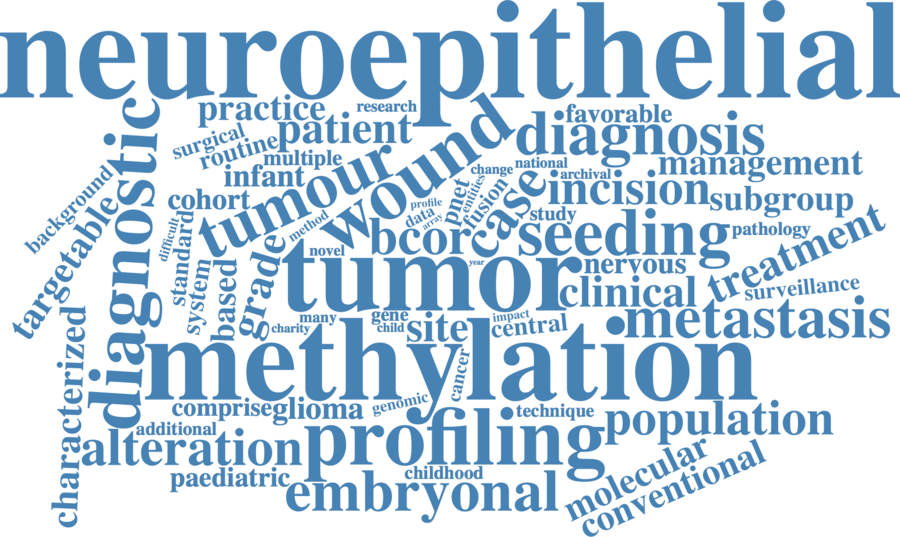 neuroepithelial
practice
research
favorable
surgical
patient
wound
diagnosis
routine
multiple
tumour
change
national
management
background
diagnostic
infant
archival
incision
cohort
profile
pnet
entities
fusion
case
subgroup
targetable
difficult
standard
method
data
array
study
seeding
pathology
novel
bcor
treatment
system
based
grade
tumor
year
nervous
clinical
surveillance
many
gene
impact
charity
child
site
central
metastasis
characterized
methylation
cancer
comprise
glioma
genomic
technique
population
additional
alteration
profiling
molecular
paediatric
childhood
conventional
embryonal